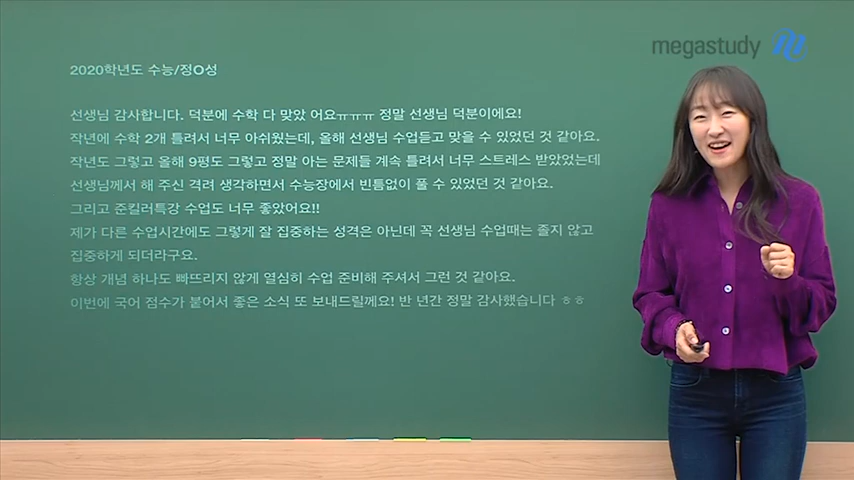 megastudy
2020학년도 수능/정O성
선생님 감사합니다. 덕분에 수학 다 맞았 어요ㅠㅠㅠ 정말 선생님 덕분이에요!
작년에 수학 2개 틀려서 너무 아쉬웠는데, 올해 선생님 수업듣고 맞을 수 있었던 것 같아요.
작년도 그렇고 올해 9평도 그렇고 정말 아는 문제들 계속 틀려서 너무 스트레스 받았었는데
선생님께서 해 주신 격려 생각하면서 수능장에서 빈틈없이 풀 수 있었던 것 같아요.
그리고 준킬러특강 수업도 너무 좋았어요!!
제가 다른 수업시간에도 그렇게 잘 집중하는 성격은 아닌데 꼭 선생님 수업때는 졸지 않고
집중하게 되더라구요.
항상 개념 하나도 빠뜨리지 않게 열심히 수업 준비해 주셔서 그런 것 같아요.
이번에 국어 점수가 붙어서 좋은 소식 또 보내드릴께요! 반 년간 정말 감사했습니다 ㅎㅎ